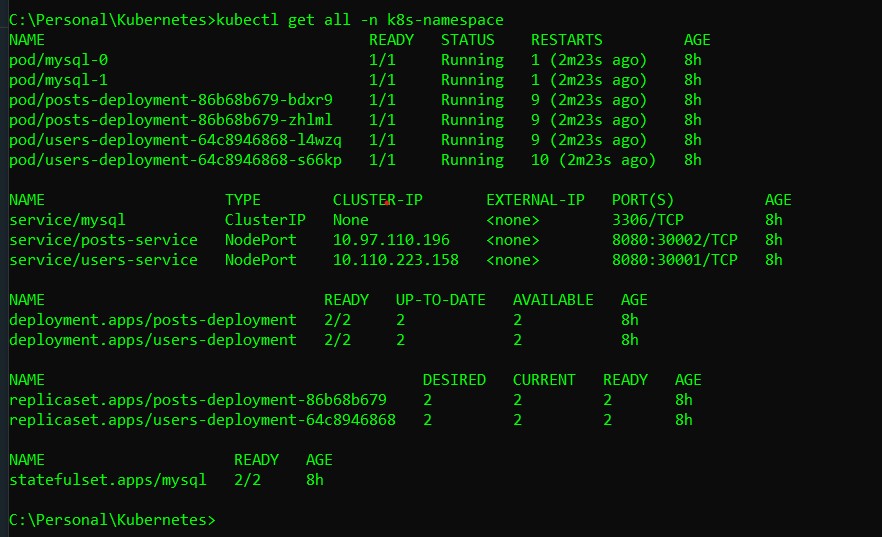 C:\Personal\Kubernetes>kubectl get all -n k8s-namespace
NAME                                    READY   STATUS    RESTARTS         AGE
pod/mysql-0                             1/1     Running   1 (2m23s ago)    8h
pod/mysql-1                             1/1     Running   1 (2m23s ago)    8h
pod/posts-deployment-86b68b679-bdxr9    1/1     Running   9 (2m23s ago)    8h
pod/posts-deployment-86b68b679-zhlml    1/1     Running   9 (2m23s ago)    8h
pod/users-deployment-64c8946868-l4wzq   1/1     Running   9 (2m23s ago)    8h
pod/users-deployment-64c8946868-s66kp   1/1     Running   10 (2m23s ago)   8h

NAME                    TYPE        CLUSTER-IP       EXTERNAL-IP   PORT(S)          AGE
service/mysql           ClusterIP   None             <none>        3306/TCP         8h
service/posts-service   NodePort    10.97.110.196    <none>        8080:30002/TCP   8h
service/users-service   NodePort    10.110.223.158   <none>        8080:30001/TCP   8h

NAME                               READY   UP-TO-DATE   AVAILABLE   AGE
deployment.apps/posts-deployment   2/2     2            2           8h
deployment.apps/users-deployment   2/2     2            2           8h

NAME                                          DESIRED   CURRENT   READY   AGE
replicaset.apps/posts-deployment-86b68b679    2         2         2       8h
replicaset.apps/users-deployment-64c8946868   2         2         2       8h

NAME                     READY   AGE
statefulset.apps/mysql   2/2     8h

C:\Personal\Kubernetes>